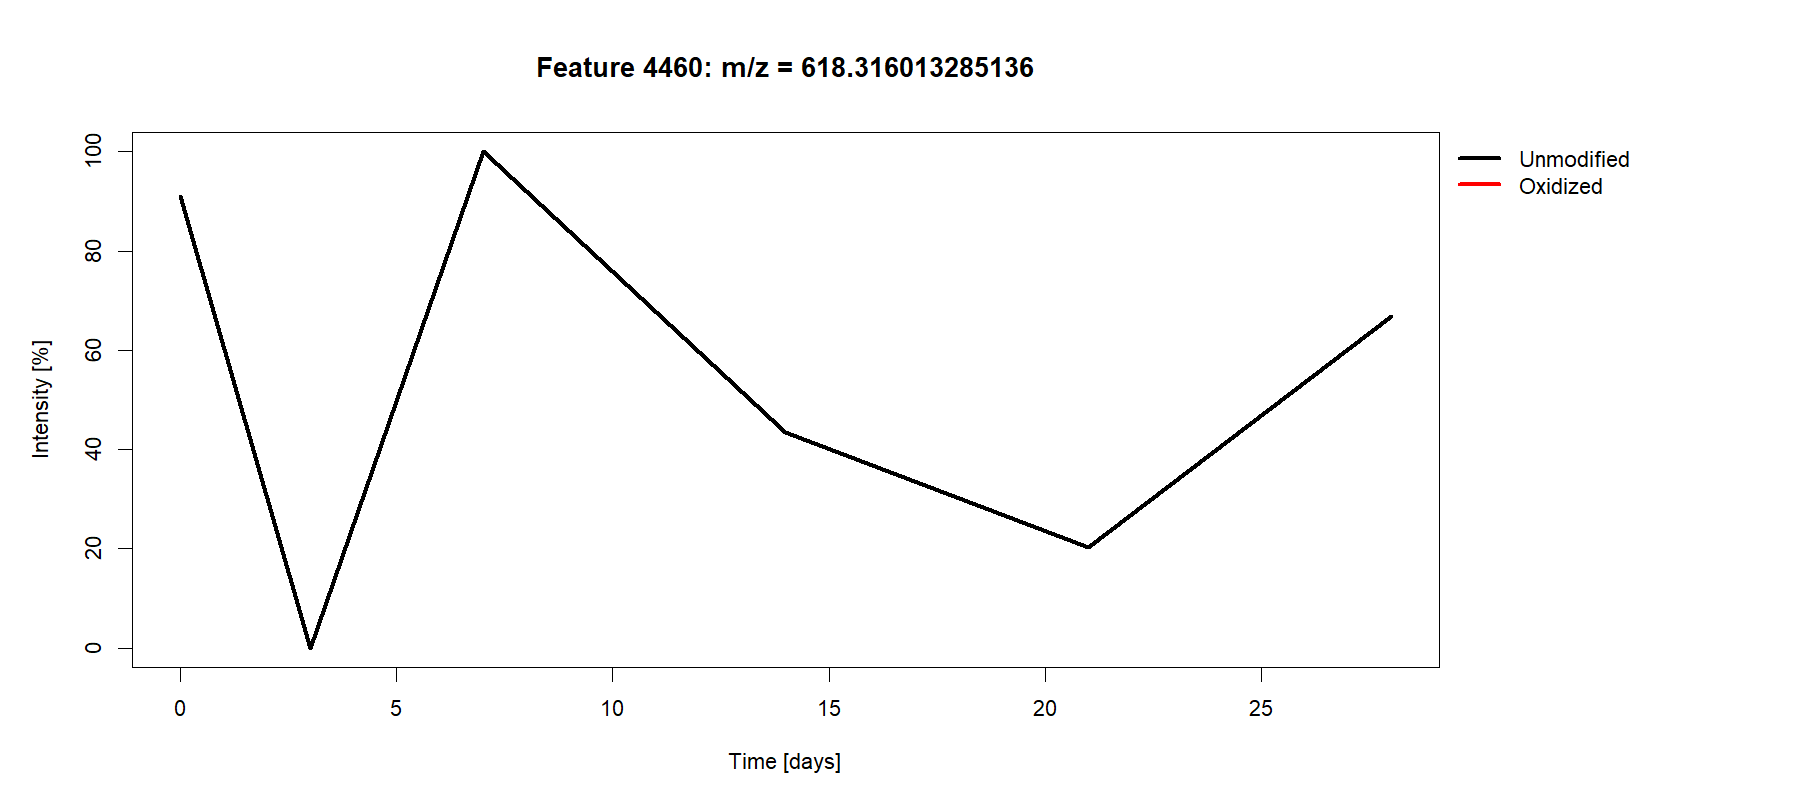 Feature 4460: m/z = 618.316013285136
Unmodified
Oxidized
Intensity [%]
100
80
60
40
20
0
0 5 10 15 20 25
Time [days]